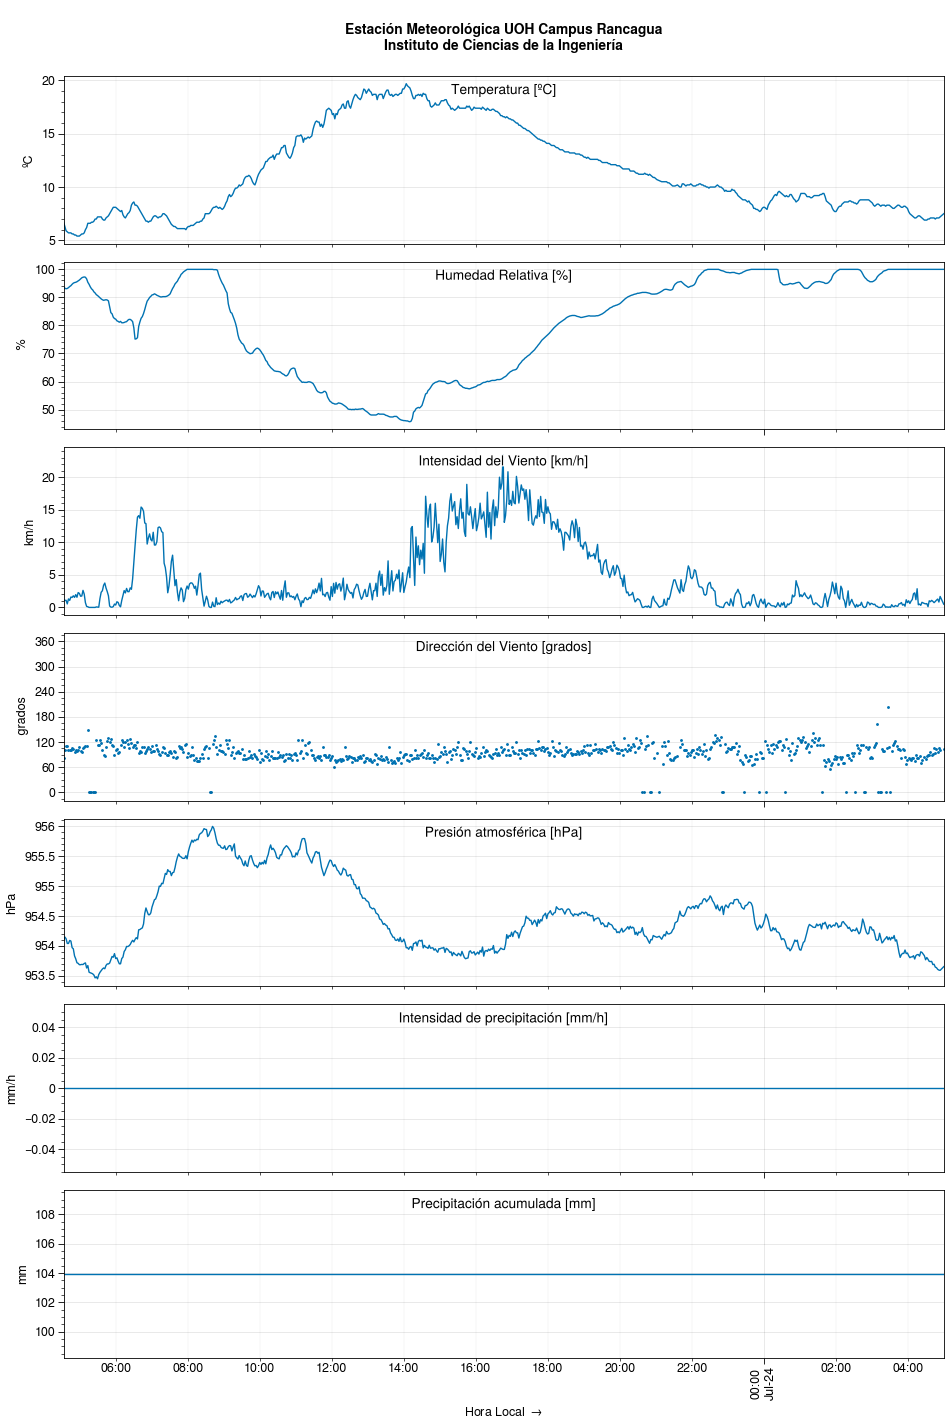 Estación Meteorológica UOH Campus Rancagua
Instituto de Ciencias de la Ingeniería
Temperatura [ºC]
20
15
10
5
ºC
Humedad Relativa [%]
100
90
80
70
60
50
%
Intensidad del Viento [km/h]
20
15
10
5
0
km/h
Dirección del Viento [grados]
360
300
240
180
120
60
0
grados
Presión atmosférica [hPa]
956
955.5
955
954.5
954
953.5
hPa
Intensidad de precipitación [mm/h]
0.04
0.02
0
−0.02
−0.04
mm/h
Precipitación acumulada [mm]
108
106
104
102
100
mm
06:00 08:00 10:00 12:00 14:00 16:00 18:00 20:00 22:00 00:00 02:00 04:00
Jul-24
Hora Local →